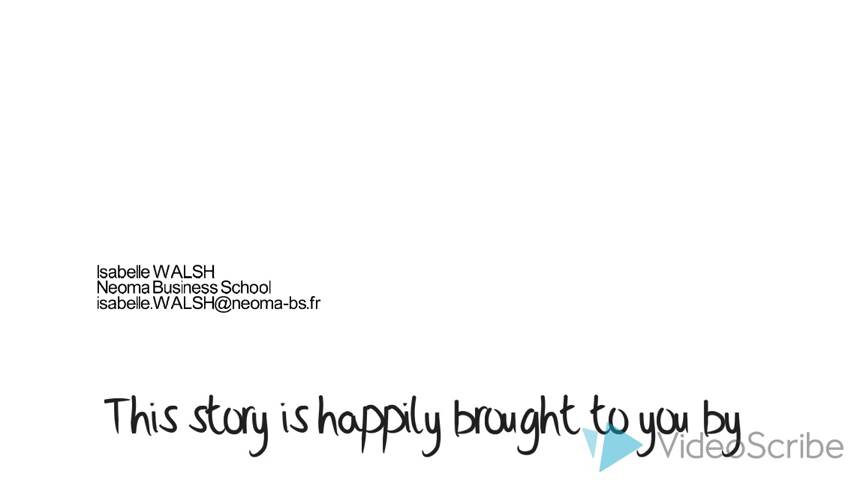 Isabelle WALSH
Neoma Business School
isabelle.WALSH@neoma-bs.fr
This story is happily brought to you by
VideoScribe